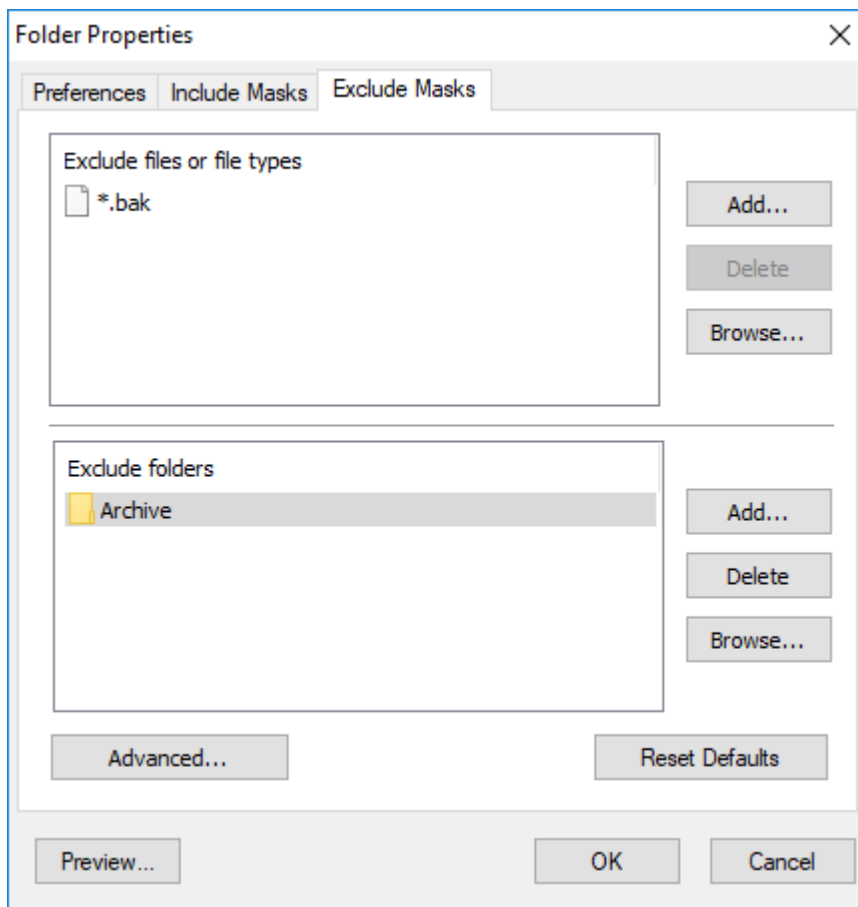 Folder Properties
Preferences Include Masks Exclude Masks
Exclude files or file types
*.bak
Add...
Delete
Browse...
Exclude folders
Archive
Add...
Delete
Browse...
Advanced... Reset Defaults
Preview... OK Cancel